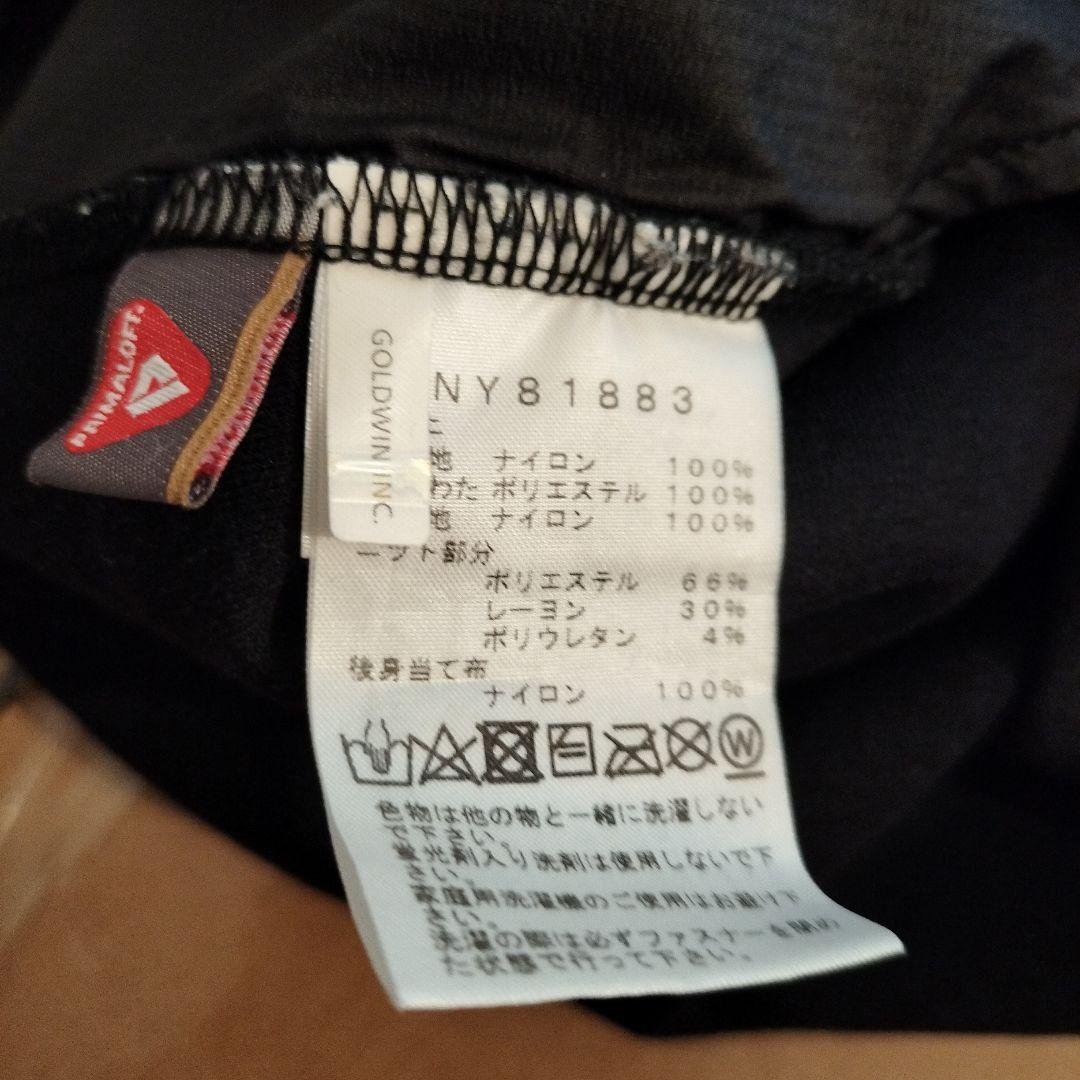 PRIMALOFT®
GOLDWIN INC.
NY81883
地 ナイロン 100%
わた ポリエステル 100%
地 ナイロン 100%
ニット部分
ポリエステル 66%
レーヨン 30%
ポリウレタン 4%
後身当て布
ナイロン 100%
W
色物は他の物と一緒に洗濯しない
で下さい。
蛍光剤入り洗剤は使用しないで下
さい。
家庭用洗濯機のご使用はお避け下
さい。
洗濯の際は必ずファスナーを閉め
た状態で行って下さい。